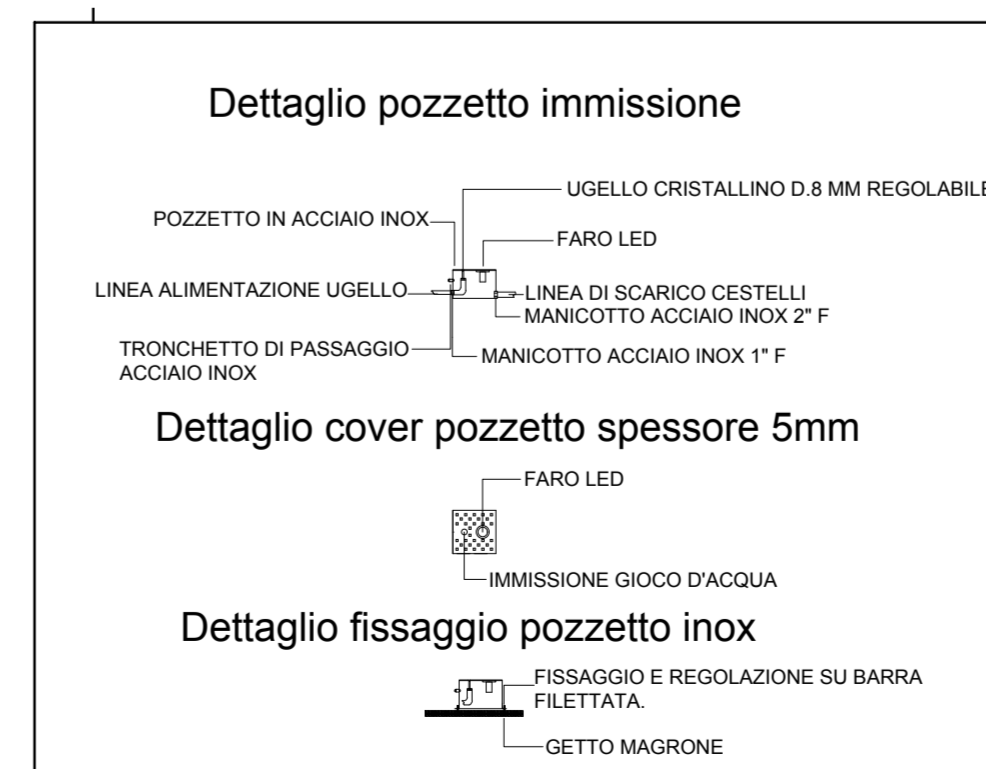 Dettaglio pozzetto immissione
UGELLO CRISTALLINO D.8 MM REGOLABILE
POZZETTO IN ACCIAIO INOX
FARO LED
LINEA ALIMENTAZIONE UGELLO
LINEA DI SCARICO CESTELLI
MANICOTTO ACCIAIO INOX 2" F
TRONCHETTO DI PASSAGGIO
ACCIAIO INOX
MANICOTTO ACCIAIO INOX 1" F
Dettaglio cover pozzetto spessore 5mm
FARO LED
IMMISSIONE GIOCO D'ACQUA
Dettaglio fissaggio pozzetto inox
FISSAGGIO E REGOLAZIONE SU BARRA
FILETTATA.
GETTO MAGRONE